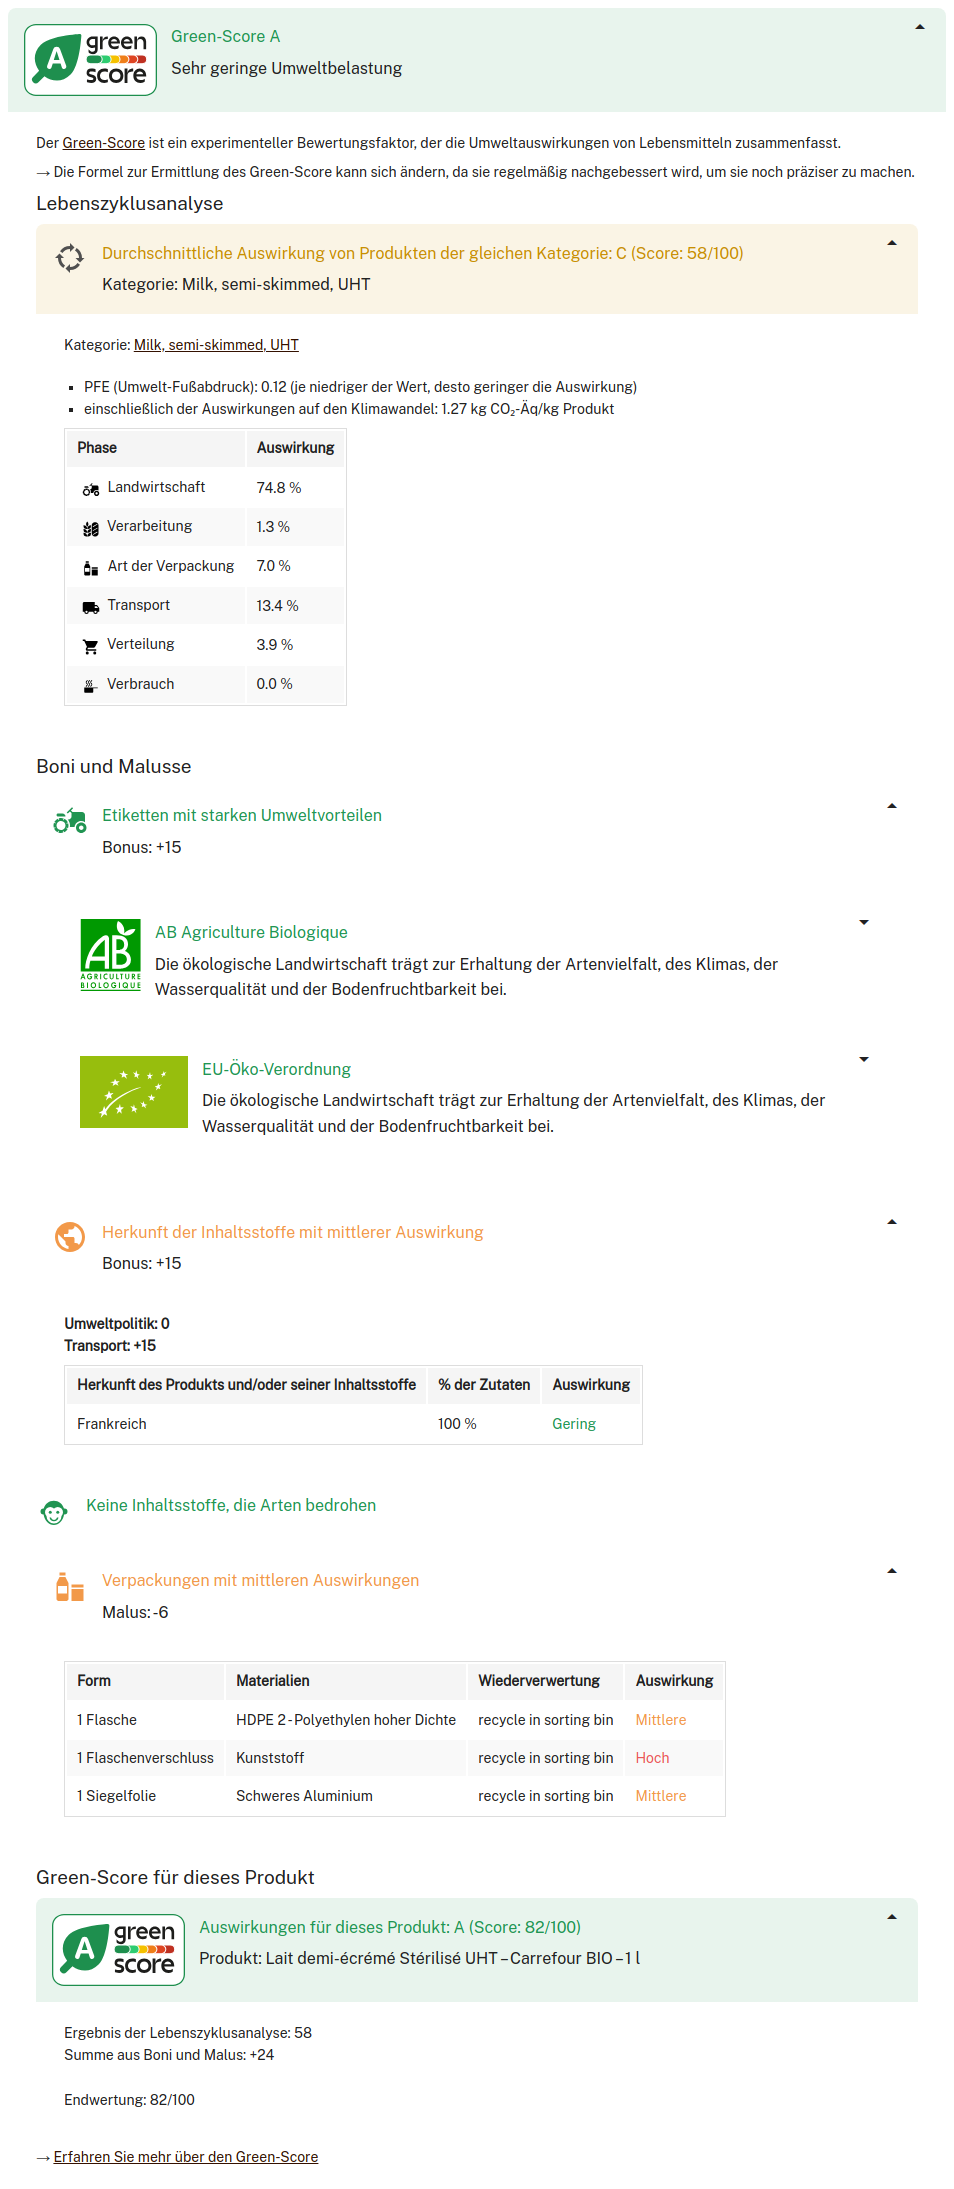 A green score
Green-Score A
Sehr geringe Umweltbelastung
Der Green-Score ist ein experimenteller Bewertungsfaktor, der die Umweltauswirkungen von Lebensmitteln zusammenfasst.
→ Die Formel zur Ermittlung des Green-Score kann sich ändern, da sie regelmäßig nachgebessert wird, um sie noch präziser zu machen.
Lebenszyklusanalyse
Durchschnittliche Auswirkung von Produkten der gleichen Kategorie: C (Score: 58/100)
Kategorie: Milk, semi-skimmed, UHT
Kategorie: Milk, semi-skimmed, UHT
▪ PFE (Umwelt-Fußabdruck): 0.12 (je niedriger der Wert, desto geringer die Auswirkung)
▪ einschließlich der Auswirkungen auf den Klimawandel: 1.27 kg CO₂-Äq/kg Produkt
Phase Auswirkung
Landwirtschaft 74.8 %
Verarbeitung 1.3 %
Art der Verpackung 7.0 %
Transport 13.4 %
Verteilung 3.9 %
Verbrauch 0.0 %
Boni und Malusse
Etiketten mit starken Umweltvorteilen
Bonus: +15
AB AGRICULTURE BIOLOGIQUE
AB Agriculture Biologique
Die ökologische Landwirtschaft trägt zur Erhaltung der Artenvielfalt, des Klimas, der
Wasserqualität und der Bodenfruchtbarkeit bei.
EU-Öko-Verordnung
Die ökologische Landwirtschaft trägt zur Erhaltung der Artenvielfalt, des Klimas, der
Wasserqualität und der Bodenfruchtbarkeit bei.
Herkunft der Inhaltsstoffe mit mittlerer Auswirkung
Bonus: +15
Umweltpolitik: 0
Transport: +15
Herkunft des Produkts und/oder seiner Inhaltsstoffe % der Zutaten Auswirkung
Frankreich 100 % Gering
Keine Inhaltsstoffe, die Arten bedrohen
Verpackungen mit mittleren Auswirkungen
Malus: -6
Form Materialien Wiederverwertung Auswirkung
1 Flasche HDPE 2 - Polyethylen hoher Dichte recycle in sorting bin Mittlere
1 Flaschenverschluss Kunststoff recycle in sorting bin Hoch
1 Siegelfolie Schweres Aluminium recycle in sorting bin Mittlere
Green-Score für dieses Produkt
A green score
Auswirkungen für dieses Produkt: A (Score: 82/100)
Produkt: Lait demi-écrémé Stérilisé UHT – Carrefour BIO – 1 l
Ergebnis der Lebenszyklusanalyse: 58
Summe aus Boni und Malus: +24
Endwertung: 82/100
→ Erfahren Sie mehr über den Green-Score